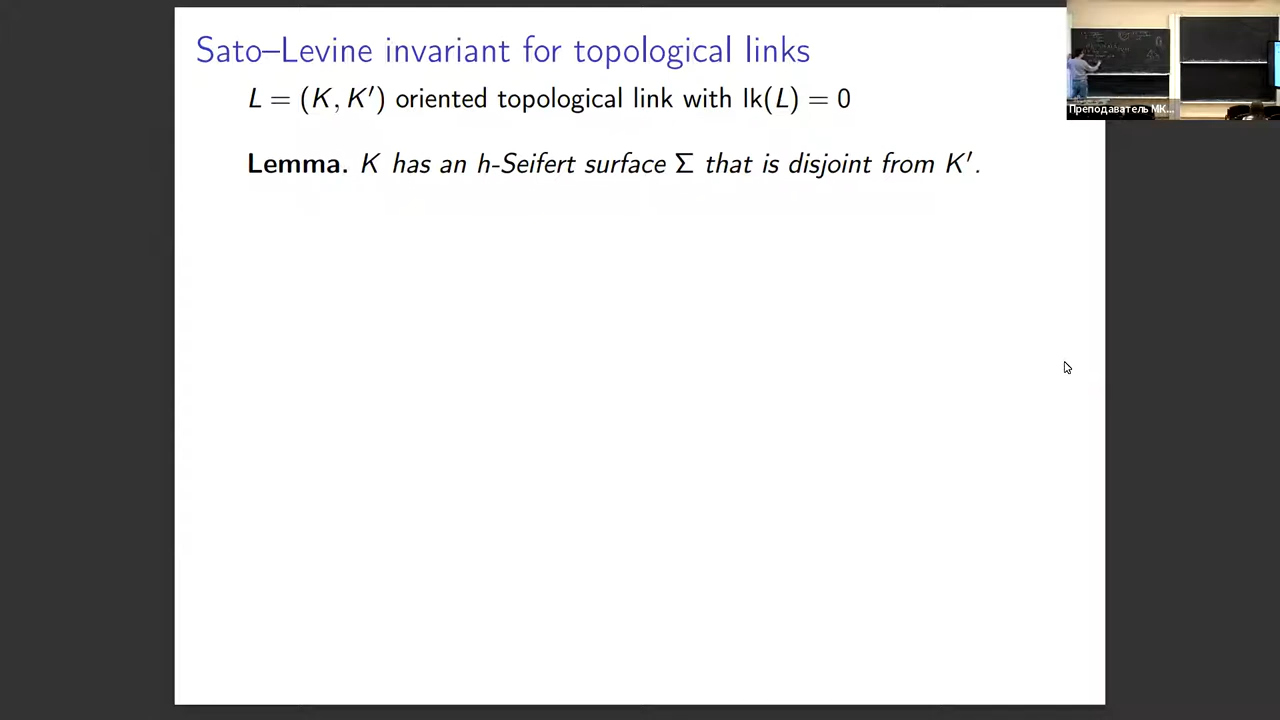 Sato–Levine invariant for topological links
L = (K, K′) oriented topological link with lk(L) = 0
Lemma. K has an h-Seifert surface Σ that is disjoint from K′.
Преподаватель МК...